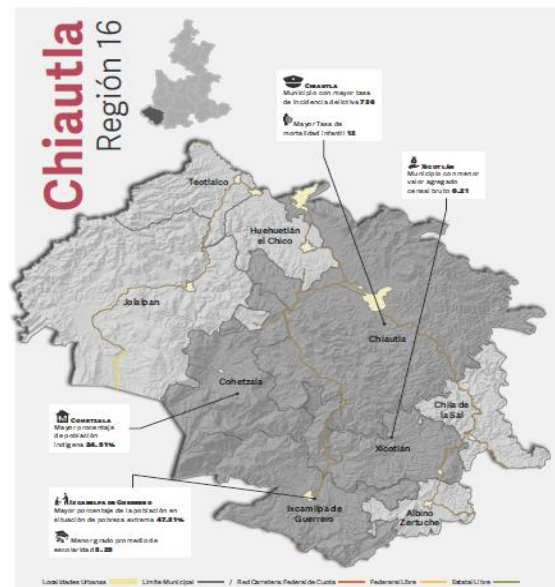 Chiautla
Región 16
CHIAUTLA
Municipio con mayor tasa
de incidencia delictiva 736
Mayor Tasa de
mortalidad infantil 12
XICOTLÁN
Municipio con menor
valor agregado
censal bruto 0.21
Teotlalco
Huehuetlán
el Chico
Jolalpan
Chiautla
Cohetzala
Chila de
la Sal
Xicotlán
COHETZALA
Mayor porcentaje
de población
indígena
IXCAMILPA DE GUERRERO
Mayor porcentaje de la población en
situación de pobreza extrema 47.51%
Menor grado promedio de
escolaridad 5.29
Ixcamilpa de
Guerrero
Albino
Zertuche
Localidades Urbanas Límite Municipal / Red Carretera: Federal de Cuota Federal Libre Estatal Libre